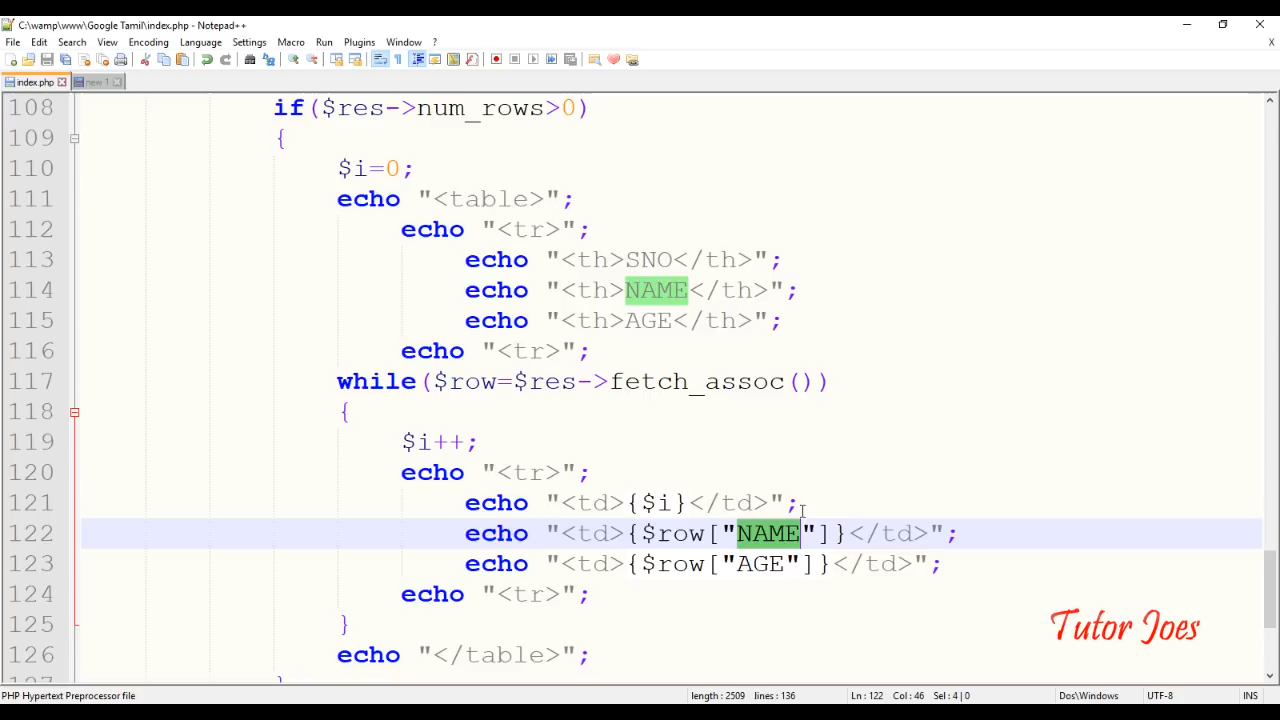 C:\wamp\www\Google Tamil\index.php - Notepad++
File Edit Search View Encoding Language Settings Macro Run Plugins Window ?
X
index.php new 1
108 if($res->num_rows>0)
109 {
110 $i=0;
111 echo "<table>";
112 echo "<tr>";
113 echo "<th>SNO</th>";
114 echo "<th>NAME</th>";
115 echo "<th>AGE</th>";
116 echo "<tr>";
117 while($row=$res->fetch_assoc())
118 {
119 $i++;
120 echo "<tr>";
121 echo "<td>{$i}</td>";
122 echo "<td>{$row["NAME"]}</td>";
123 echo "<td>{$row["AGE"]}</td>";
124 echo "<tr>";
125 }
126 echo "</table>";
Tutor Joes
PHP Hypertext Preprocessor file length : 2509 lines : 136 Ln : 122 Col : 46 Sel : 4 | 0 Dos\Windows UTF-8 INS